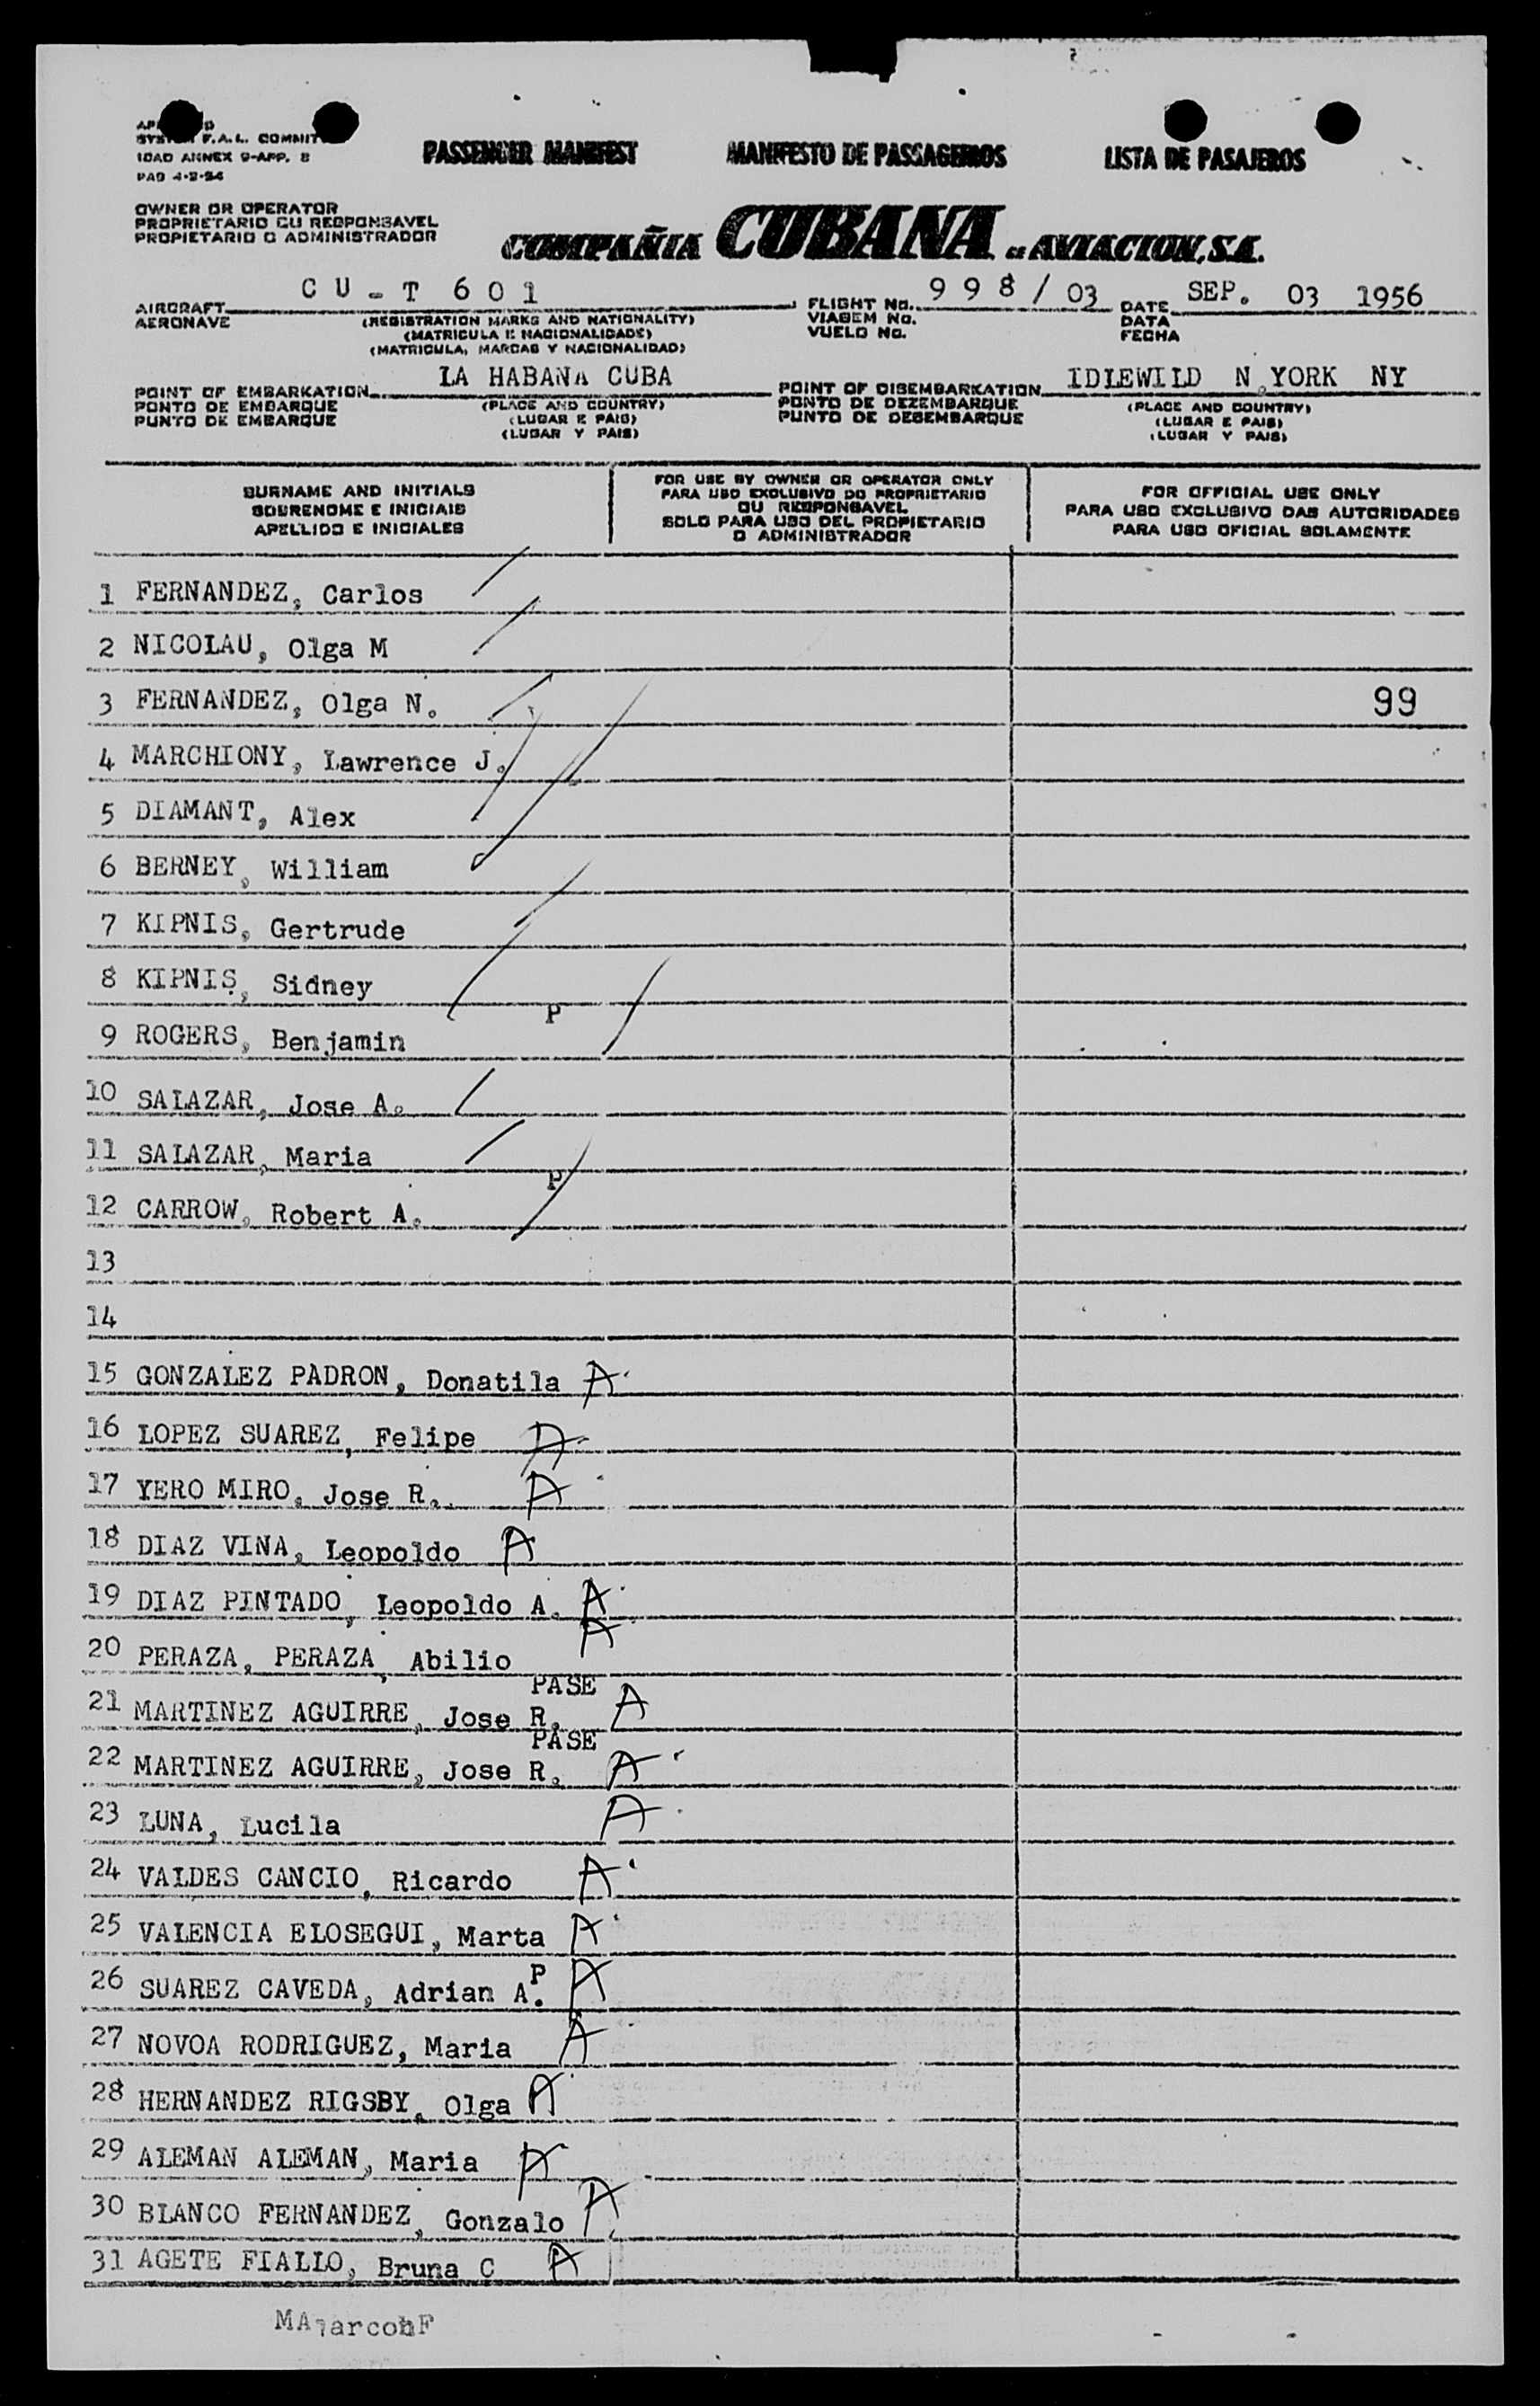 F.A.L. COMMIT
ICAO ANNEX 9-APP. 8
PAD 4-2-54
PASSENGER MANIFEST MANIFESTO DE PASSAGEIROS LISTA DE PASAJEROS
OWNER OR OPERATOR
PROPRIETARIO OU RESPONSAVEL
PROPIETARIO O ADMINISTRADOR
COMPAÑIA CUBANA DE AVIACION, S.A.
AIRCRAFT CU-T 601 FLIGHT No. 998/03 DATE SEP. 03 1956
AERONAVE (REGISTRATION MARKS AND NATIONALITY) VIAGEM No. DATA
(MATRICULA E NACIONALIDADE) VUELO No. FECHA
(MATRICULA, MARCAS Y NACIONALIDAD)
POINT OF EMBARKATION LA HABANA CUBA POINT OF DISEMBARKATION IDLEWILD N.YORK NY
PONTO DE EMBARQUE (PLACE AND COUNTRY) PONTO DE DEZEMBARQUE (PLACE AND COUNTRY)
PUNTO DE EMBARQUE (LUGAR E PAIS) PUNTO DE DESEMBARQUE (LUGAR E PAIS)
(LUGAR Y PAIS) (LUGAR Y PAIS)
SURNAME AND INITIALS
SOBRENOME E INICIAIS
APELLIDO E INICIALES
FOR USE BY OWNER OR OPERATOR ONLY
PARA USO EXCLUSIVO DO PROPRIETARIO
OU RESPONSAVEL
SOLO PARA USO DEL PROPIETARIO
O ADMINISTRADOR
FOR OFFICIAL USE ONLY
PARA USO EXCLUSIVO DAS AUTORIDADES
PARA USO OFICIAL SOLAMENTE
1 FERNANDEZ, Carlos
2 NICOLAU, Olga M
3 FERNANDEZ, Olga N. 99
4 MARCHIONY, Lawrence J.
5 DIAMANT, Alex
6 BERNEY, William
7 KIPNIS, Gertrude
8 KIPNIS, Sidney
9 ROGERS, Benjamin P
10 SALAZAR, Jose A.
11 SALAZAR, Maria
12 CARROW, Robert A. P
13
14
15 GONZALEZ PADRON, Donatila A
16 LOPEZ SUAREZ, Felipe A
17 YERO MIRO, Jose R. A
18 DIAZ VINA, Leopoldo A
19 DIAZ PINTADO, Leopoldo A. A
20 PERAZA, PERAZA, Abilio A
21 MARTINEZ AGUIRRE, Jose R. PASE A
22 MARTINEZ AGUIRRE, Jose R. PASE A
23 LUNA, Lucila A
24 VALDES CANCIO, Ricardo A
25 VALENCIA ELOSEGUI, Marta A
26 SUAREZ CAVEDA, Adrian A. P A
27 NOVOA RODRIGUEZ, Maria A
28 HERNANDEZ RIGSBY, Olga A
29 ALEMAN ALEMAN, Maria A
30 BLANCO FERNANDEZ, Gonzalo A
31 AGETE FIALLO, Bruna C A